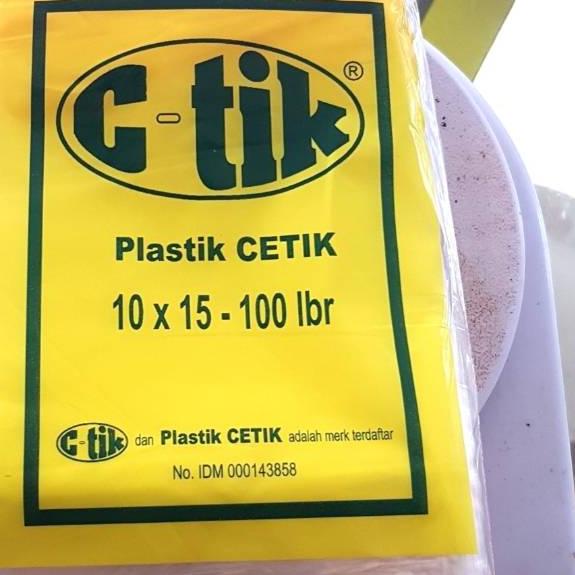 C-tik ®
Plastik CETIK
10 x 15 - 100 lbr
C-tik dan Plastik CETIK adalah merk terdaftar
No. IDM 000143858